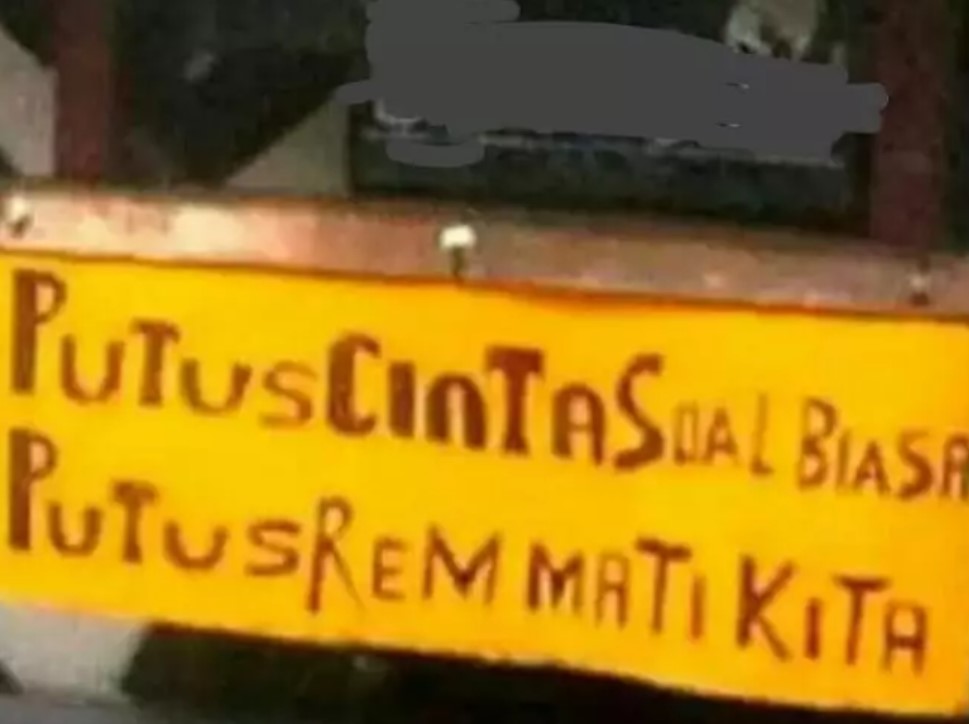 PUTUS CINTA SOAL BIASA
PUTUS REM MATI KITA